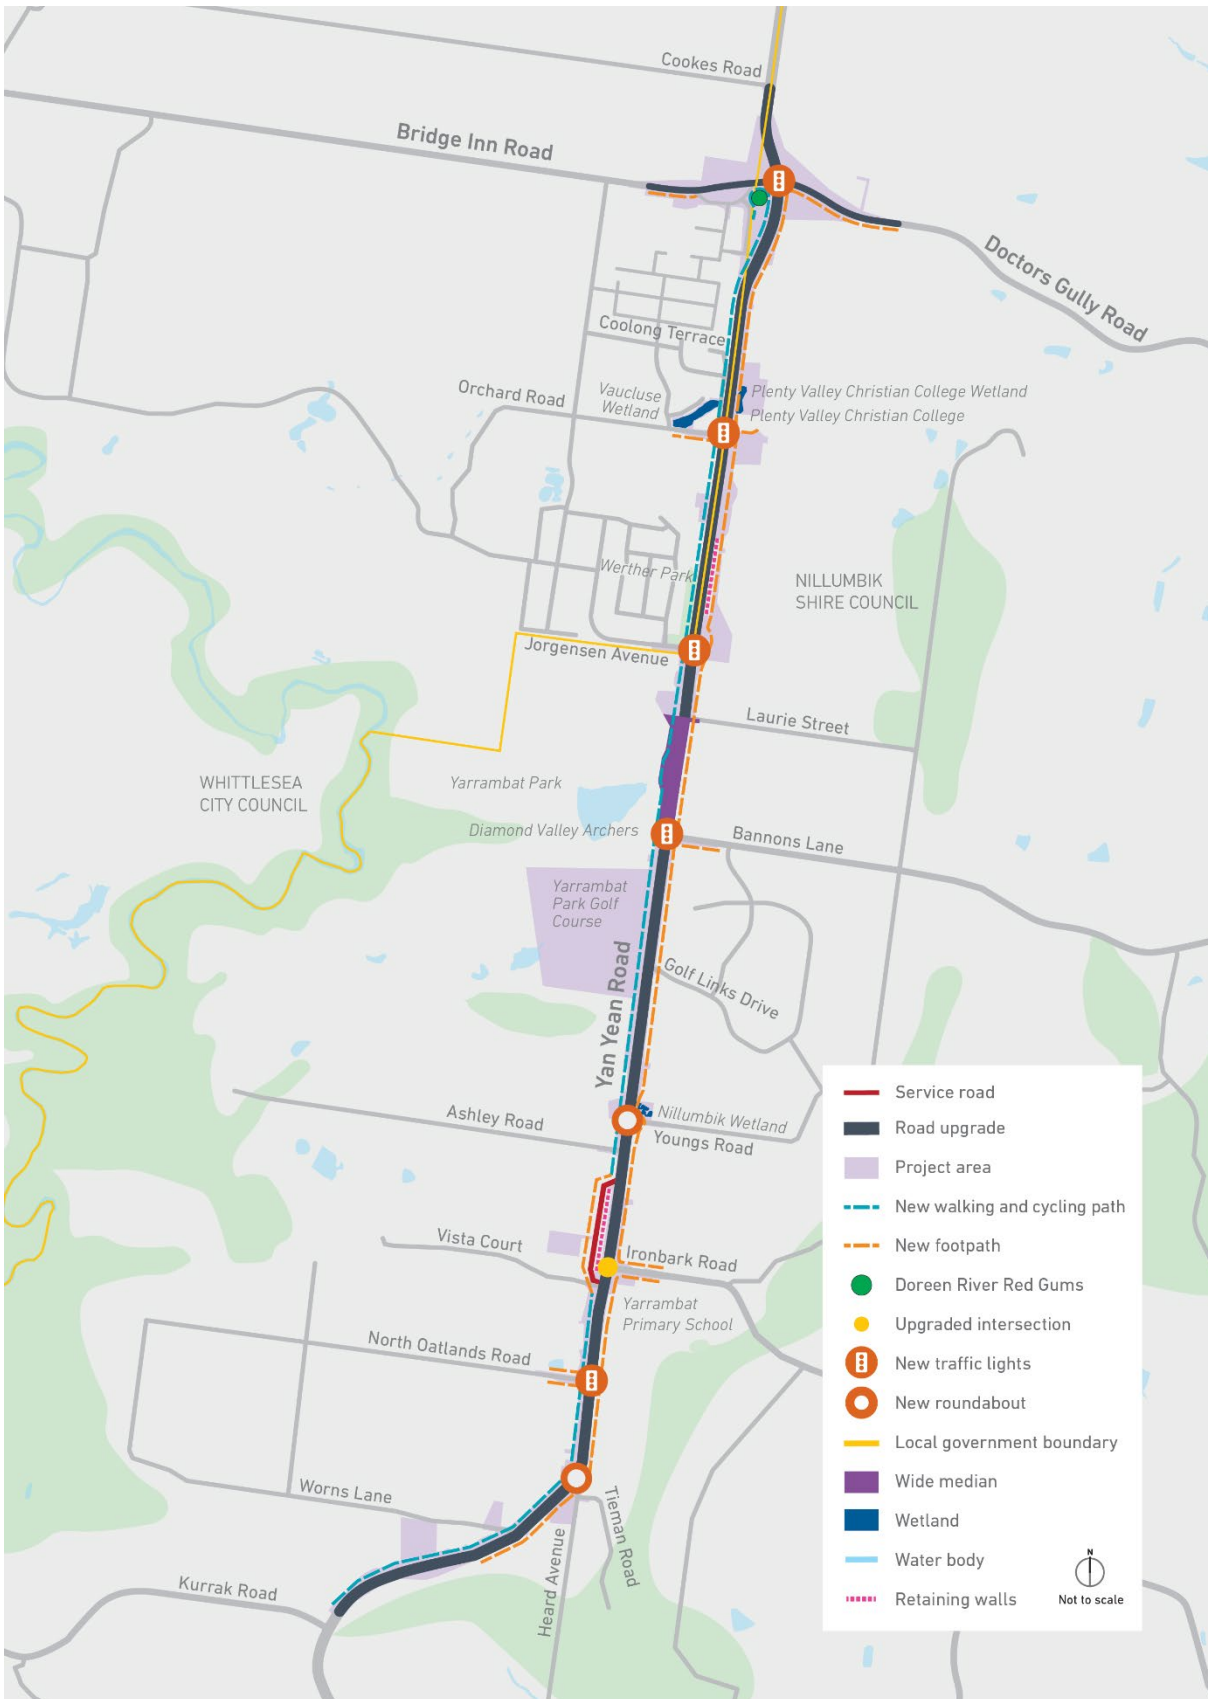 Cookes Road
Bridge Inn Road
Doctors Gully Road
Coolong Terrace
Orchard Road
Vaucluse
Wetland
Plenty Valley Christian College Wetland
Plenty Valley Christian College
Werther Park
NILLUMBIK
SHIRE COUNCIL
Jorgensen Avenue
Laurie Street
WHITTLESEA
CITY COUNCIL
Yarrambat Park
Diamond Valley Archers
Bannons Lane
Yarrambat
Park Golf
Course
Yan Yean Road
Golf Links Drive
Ashley Road
Nillumbik Wetland
Youngs Road
Vista Court
Ironbark Road
Yarrambat
Primary School
North Oatlands Road
Worns Lane
Tieman Road
Heard Avenue
Kurrak Road
Service road
Road upgrade
Project area
New walking and cycling path
New footpath
Doreen River Red Gums
Upgraded intersection
New traffic lights
New roundabout
Local government boundary
Wide median
Wetland
Water body
Retaining walls
N
Not to scale